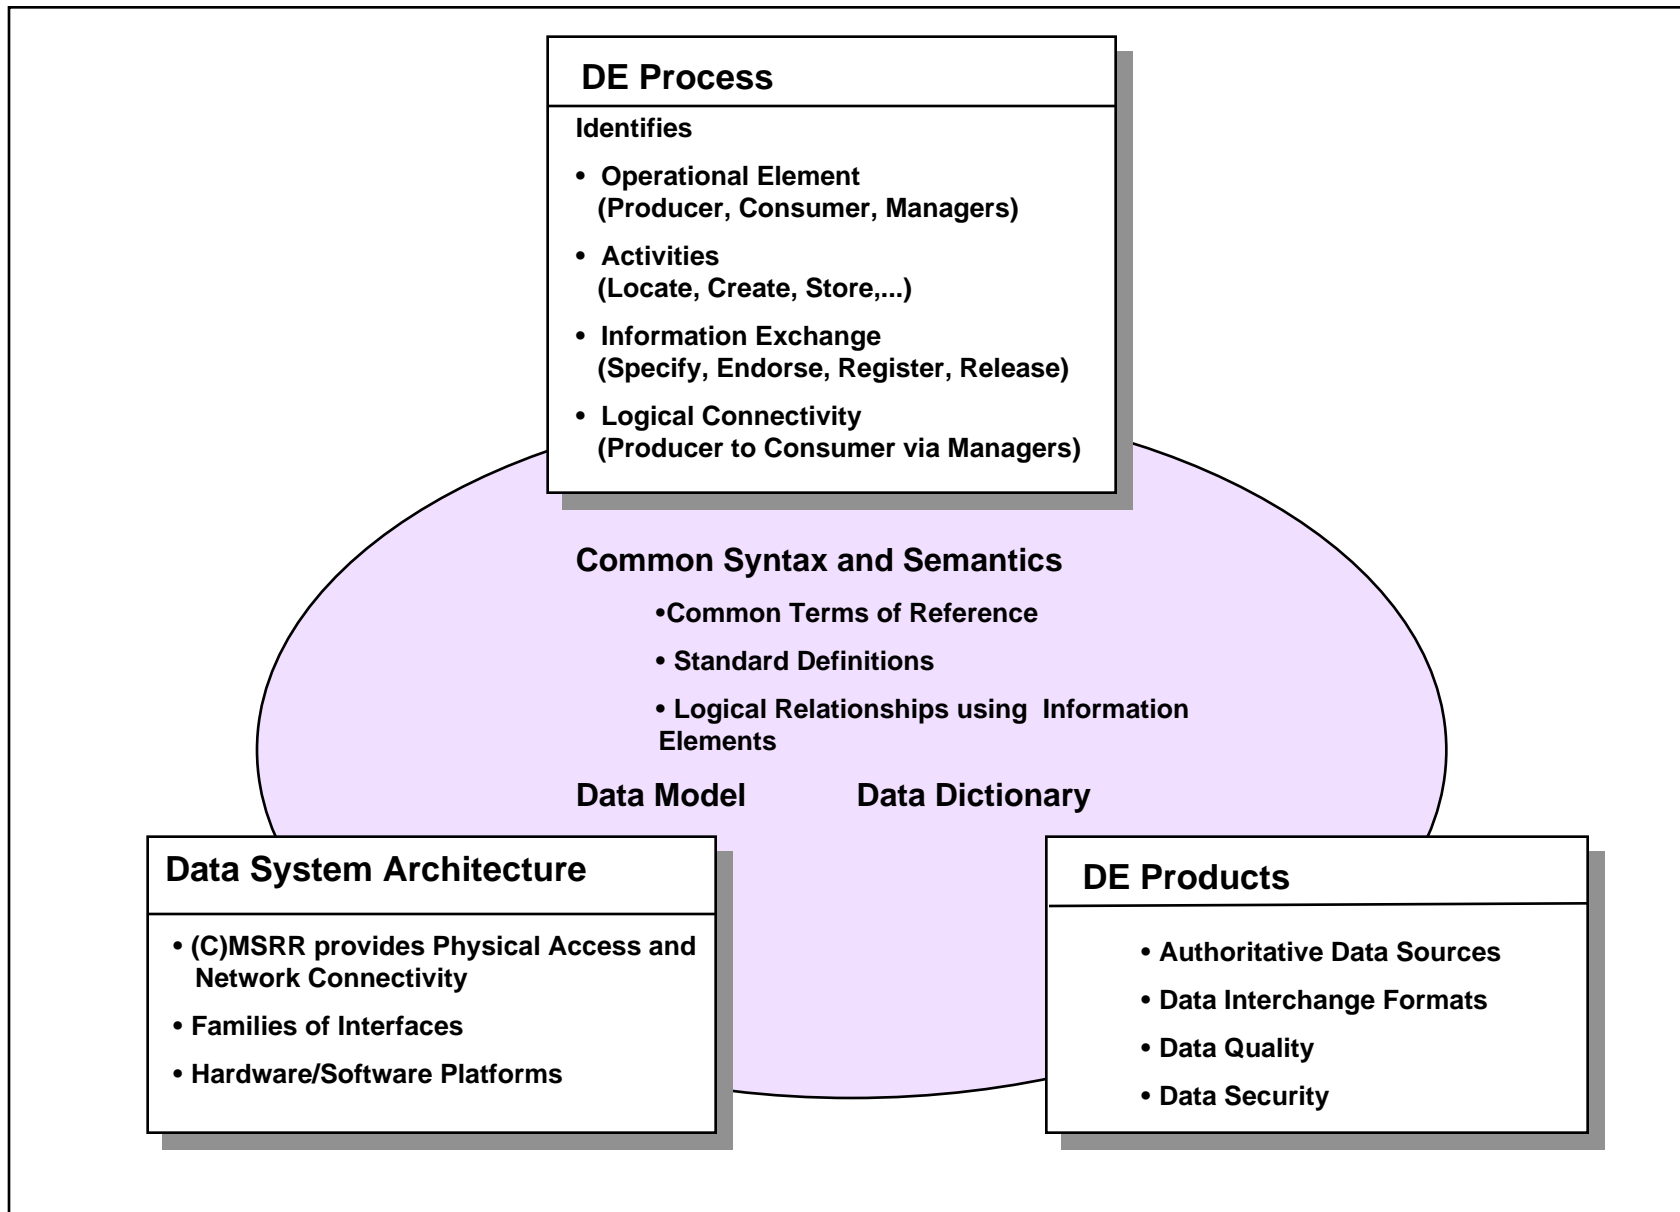 DE Process
Identifies
• Operational Element
(Producer, Consumer, Managers)
• Activities
(Locate, Create, Store,...)
• Information Exchange
(Specify, Endorse, Register, Release)
• Logical Connectivity
(Producer to Consumer via Managers)
Common Syntax and Semantics
•Common Terms of Reference
• Standard Definitions
• Logical Relationships using Information
Elements
Data Model Data Dictionary
Data System Architecture
• (C)MSRR provides Physical Access and
Network Connectivity
• Families of Interfaces
• Hardware/Software Platforms
DE Products
• Authoritative Data Sources
• Data Interchange Formats
• Data Quality
• Data Security